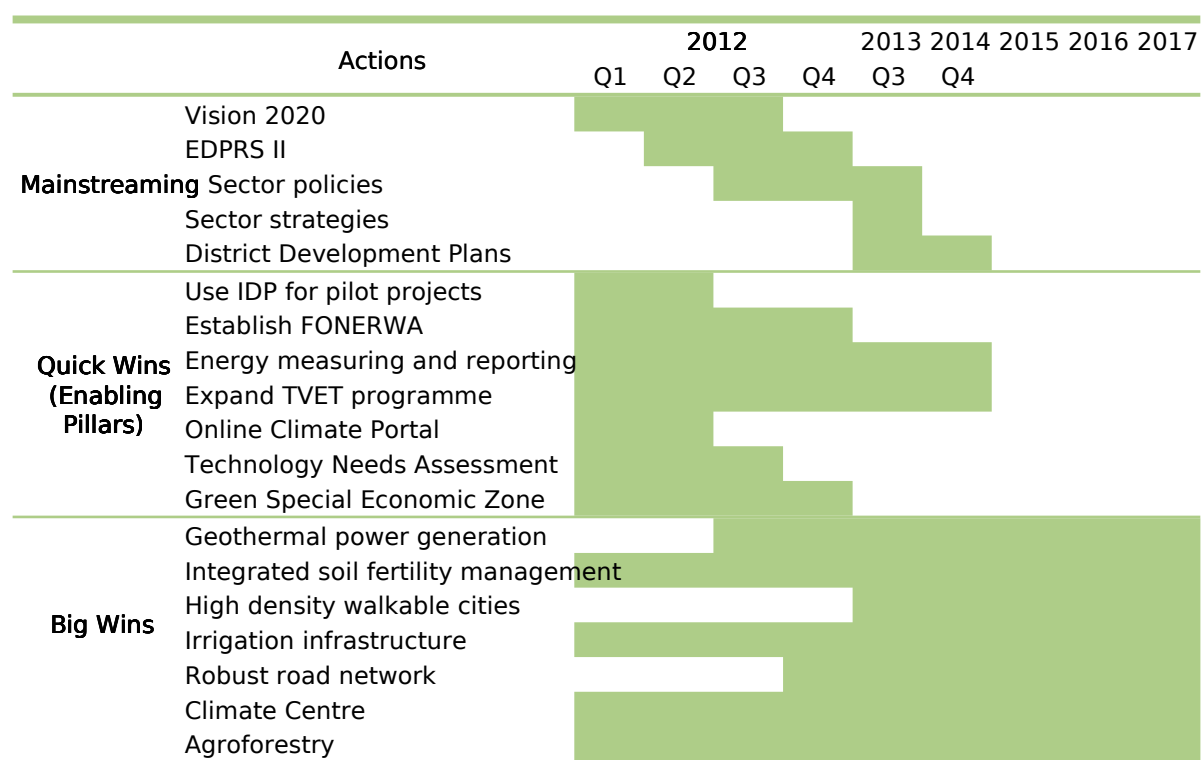 Actions
2012 2013 2014 2015 2016 2017
Q1 Q2 Q3 Q4 Q3 Q4
Mainstreaming
Vision 2020
EDPRS II
Sector policies
Sector strategies
District Development Plans
Quick Wins
(Enabling
Pillars)
Use IDP for pilot projects
Establish FONERWA
Energy measuring and reporting
Expand TVET programme
Online Climate Portal
Technology Needs Assessment
Green Special Economic Zone
Big Wins
Geothermal power generation
Integrated soil fertility management
High density walkable cities
Irrigation infrastructure
Robust road network
Climate Centre
Agroforestry